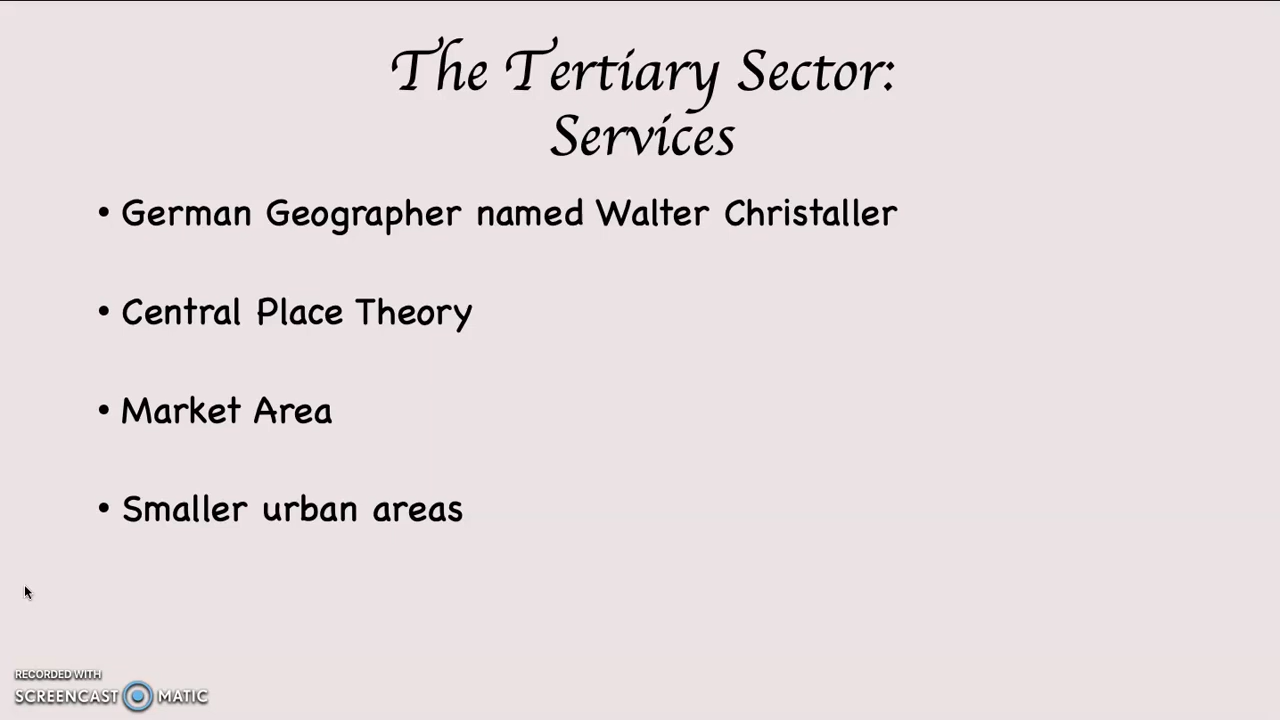 The Tertiary Sector:
Services
• German Geographer named Walter Christaller
• Central Place Theory
• Market Area
• Smaller urban areas
RECORDED WITH
SCREENCAST MATIC